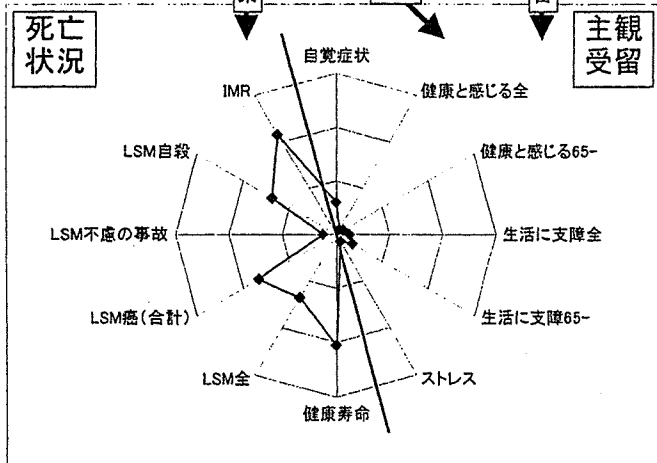 死亡
状況
主観
受留
自覚症状
IMR
健康と感じる全
LSM自殺
健康と感じる65-
LSM不慮の事故
生活に支障全
LSM癌(合計)
生活に支障65-
LSM全
ストレス
健康寿命